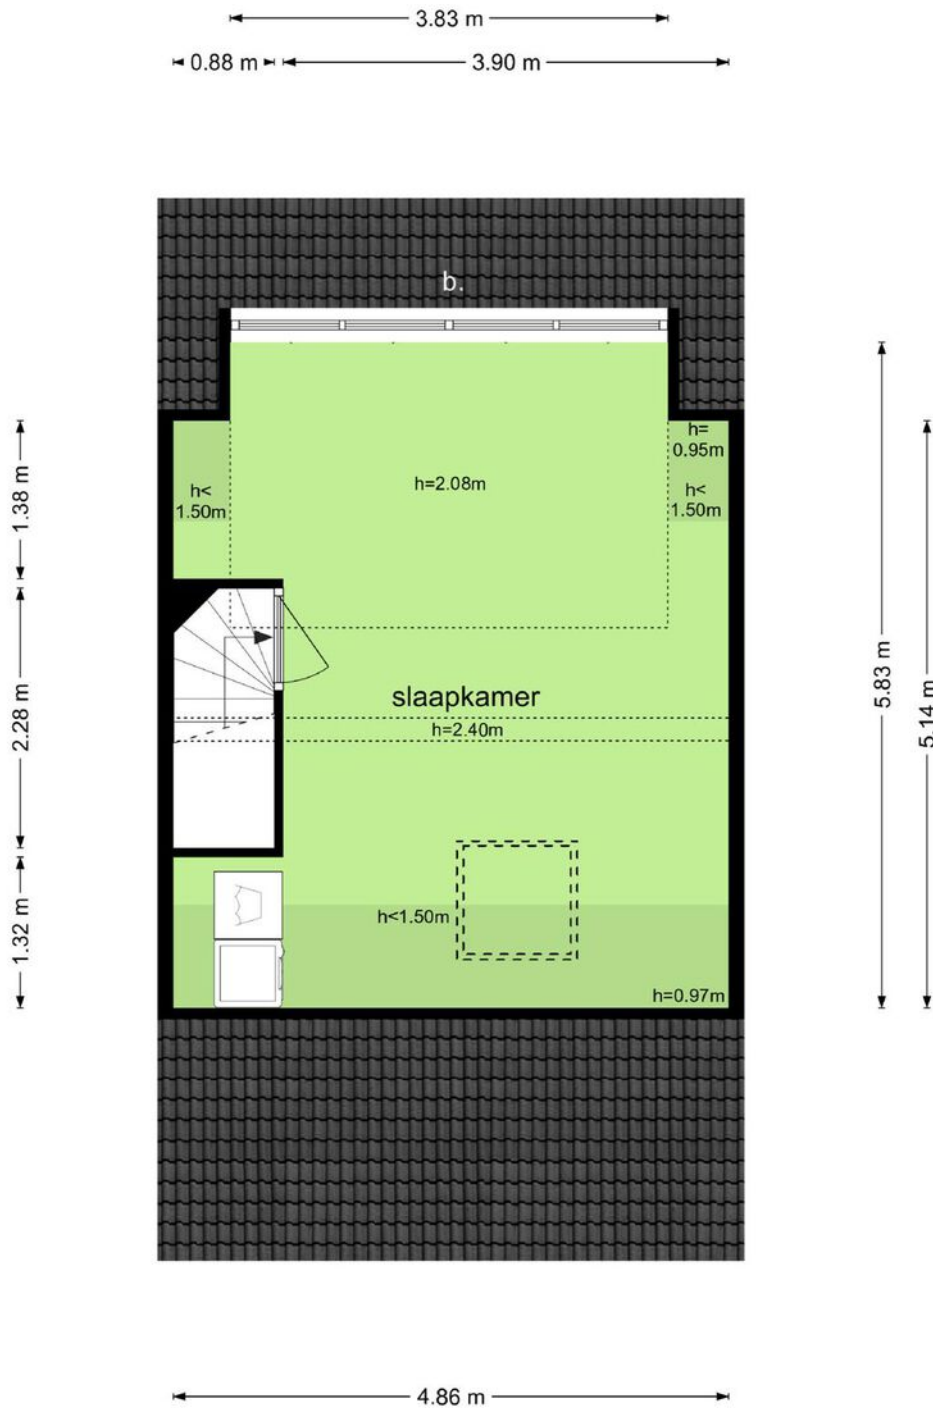 3.83 m
0.88 m
3.90 m
b.
h=
0.95m
h=2.08m
h<
1.50m
h<
1.50m
1.38 m
2.28 m
1.32 m
5.83 m
5.14 m
slaapkamer
h=2.40m
h<1.50m
h=0.97m
4.86 m